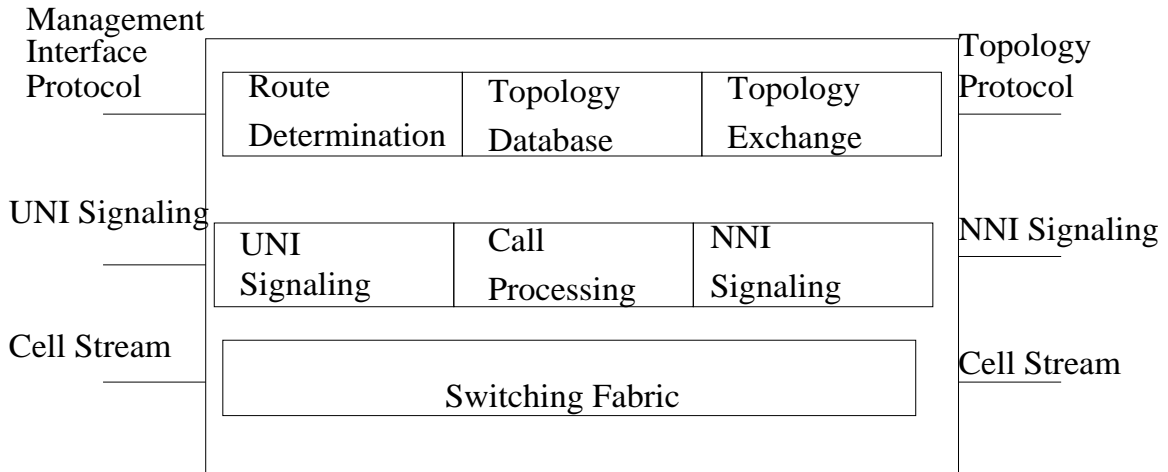 Management
Interface
Protocol
Topology
Protocol
Route
Determination
Topology
Database
Topology
Exchange
UNI Signaling
NNI Signaling
UNI
Signaling
Call
Processing
NNI
Signaling
Cell Stream
Cell Stream
Switching Fabric